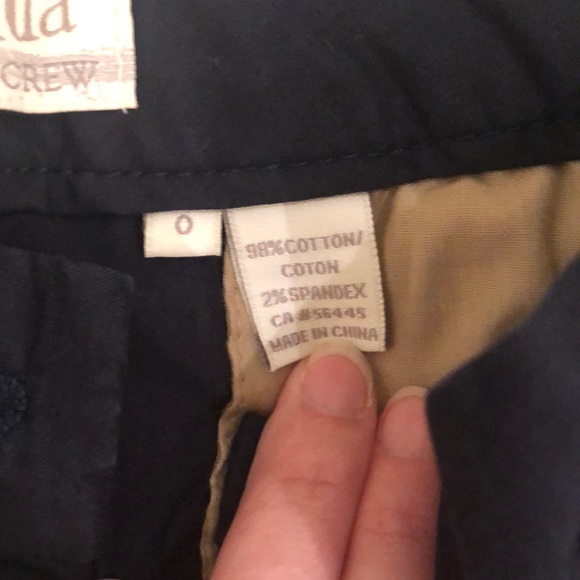 CREW
0
98%COTTON/
COTON
2%SPANDEX
CA#56445
MADE IN CHINA